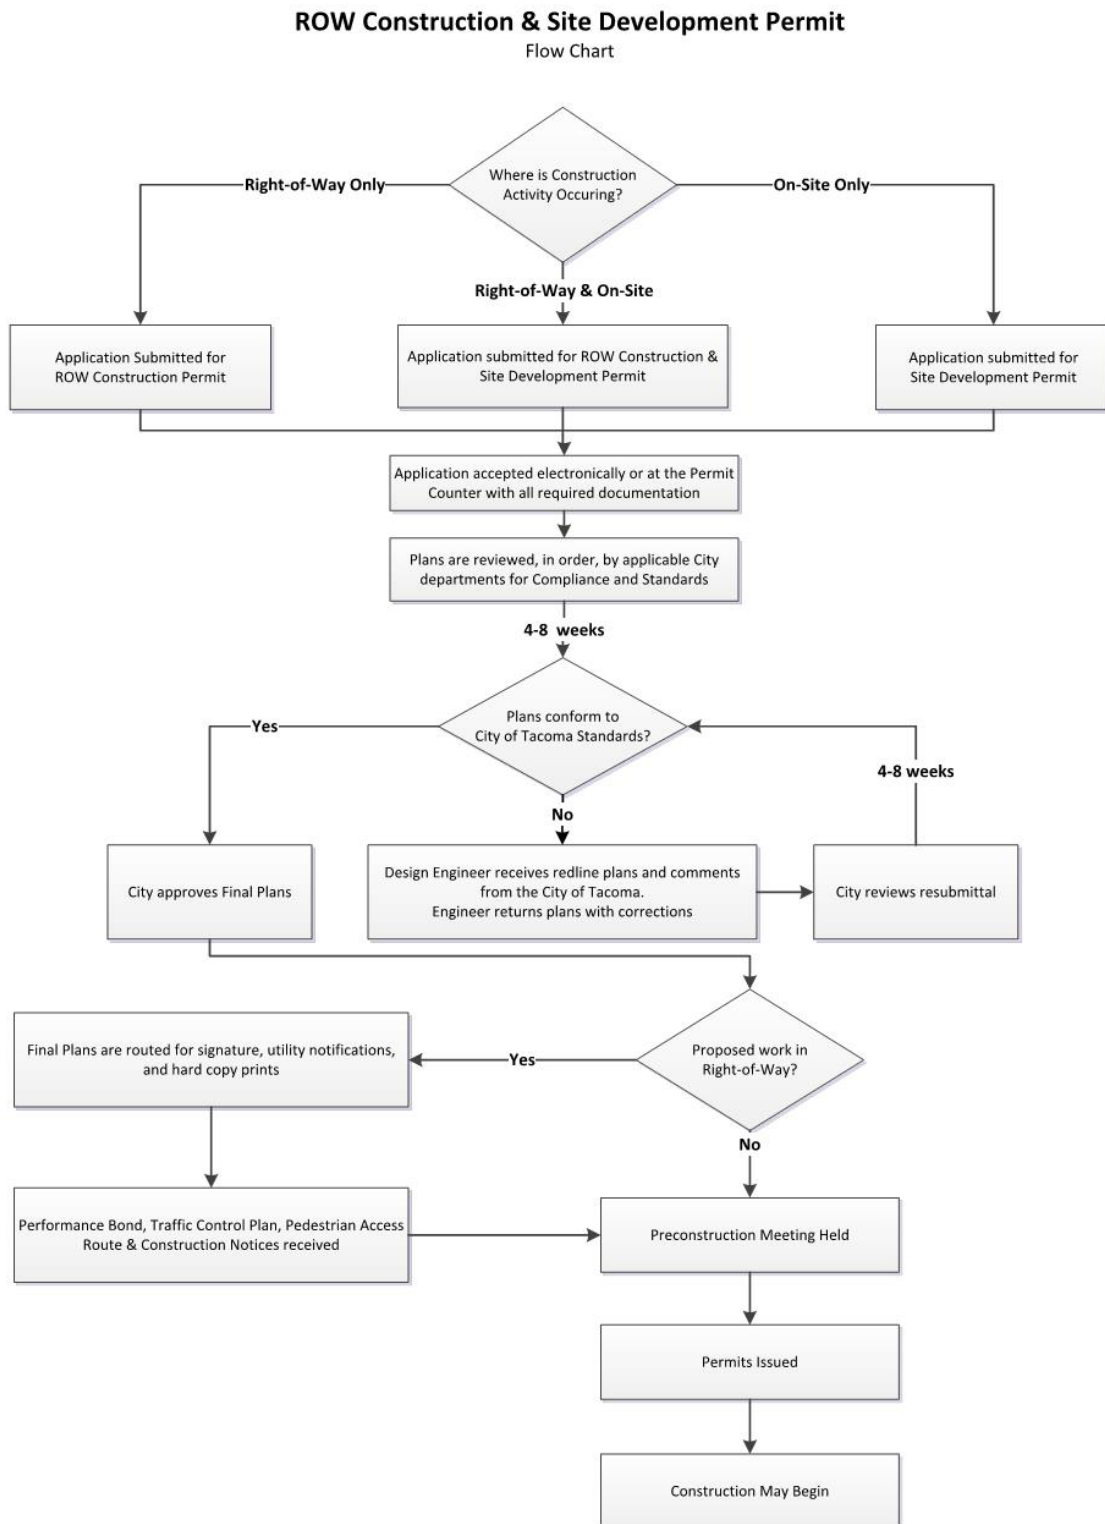 ROW Construction & Site Development Permit
Flow Chart
Where is Construction
Activity Occuring?
Right-of-Way Only
On-Site Only
Right-of-Way & On-Site
Application Submitted for
ROW Construction Permit
Application submitted for ROW Construction &
Site Development Permit
Application submitted for
Site Development Permit
Application accepted electronically or at the Permit
Counter with all required documentation
Plans are reviewed, in order, by applicable City
departments for Compliance and Standards
4-8 weeks
Plans conform to
City of Tacoma Standards?
Yes
4-8 weeks
No
City approves Final Plans
Design Engineer receives redline plans and comments
from the City of Tacoma.
Engineer returns plans with corrections
City reviews resubmittal
Final Plans are routed for signature, utility notifications,
and hard copy prints
Yes
Proposed work in
Right-of-Way?
No
Performance Bond, Traffic Control Plan, Pedestrian Access
Route & Construction Notices received
Preconstruction Meeting Held
Permits Issued
Construction May Begin